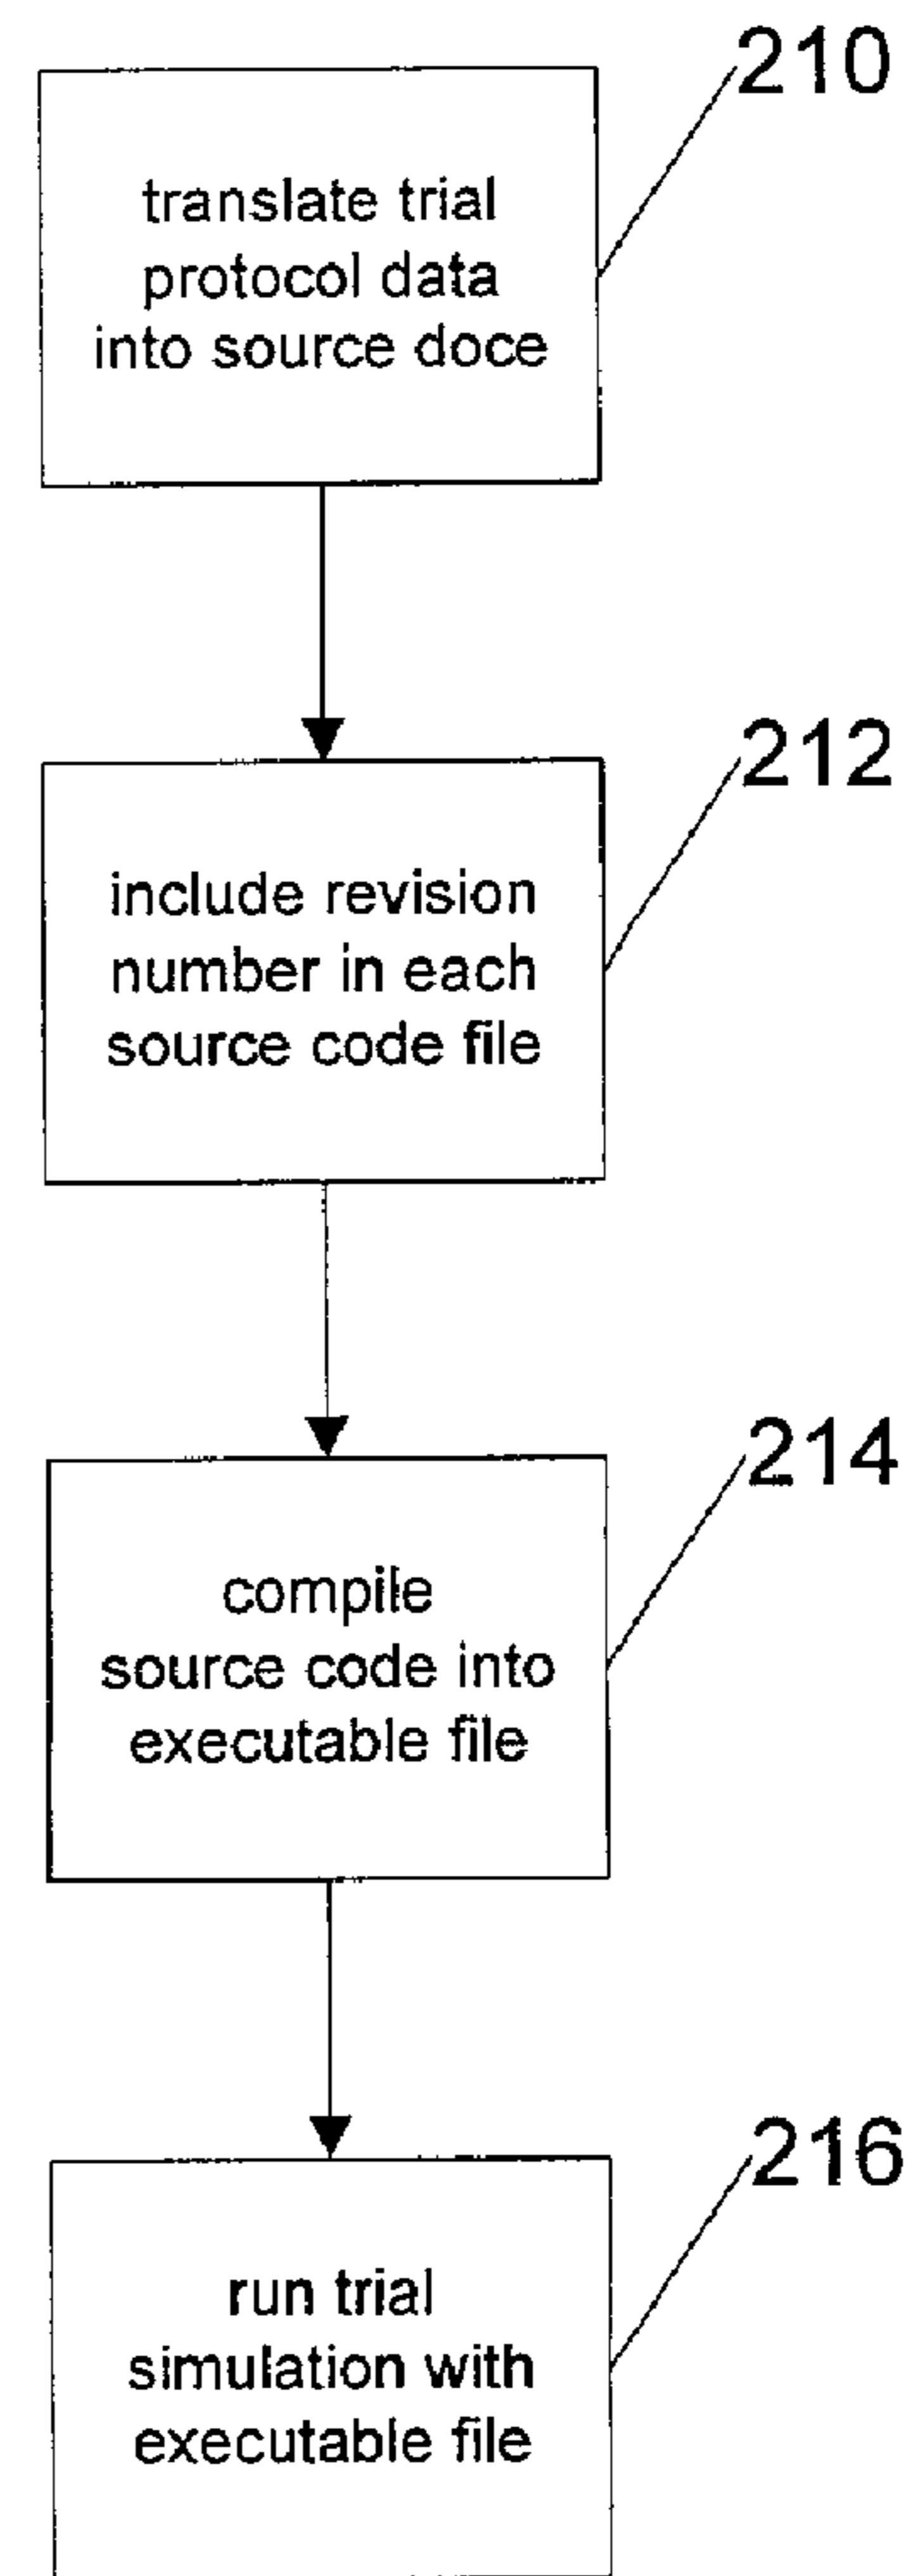 210
translate trial
protocol data
into source doce
212
include revision
number in each
source code file
214
compile
source code into
executable file
216
run trial
simulation with
executable file